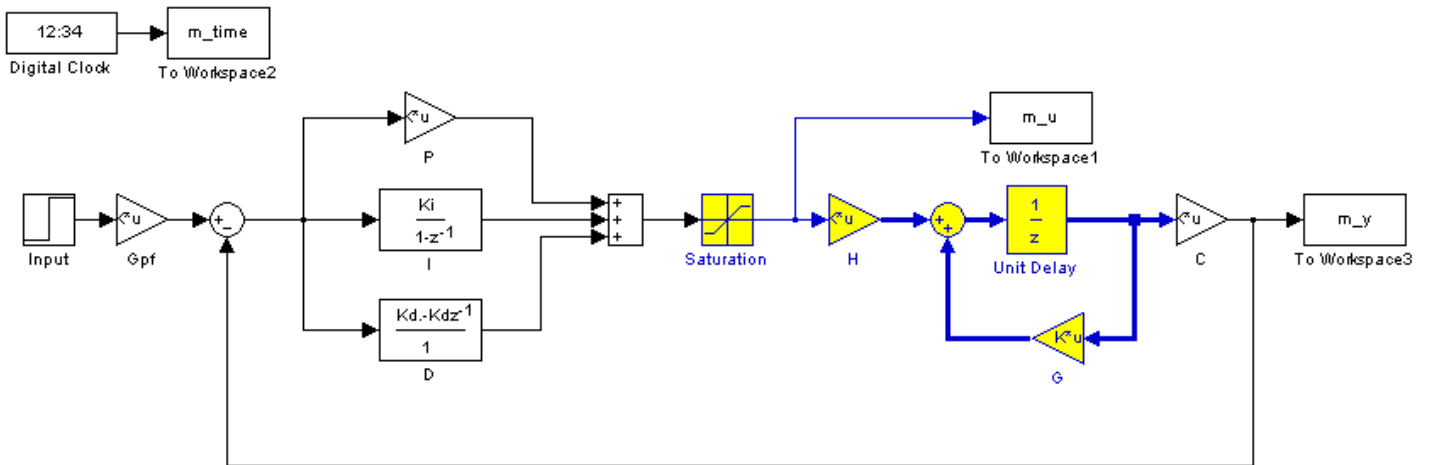 12:34
m_time
Digital Clock
To Workspace2
u
P
m_u
To Workspace1
Input
u
Gpf
+
−
Ki
1-z⁻¹
I
+
+
+
Saturation
u
H
+
+
1
z
Unit Delay
u
C
m_y
To Workspace3
Kd.-Kdz⁻¹
1
D
K*u
G